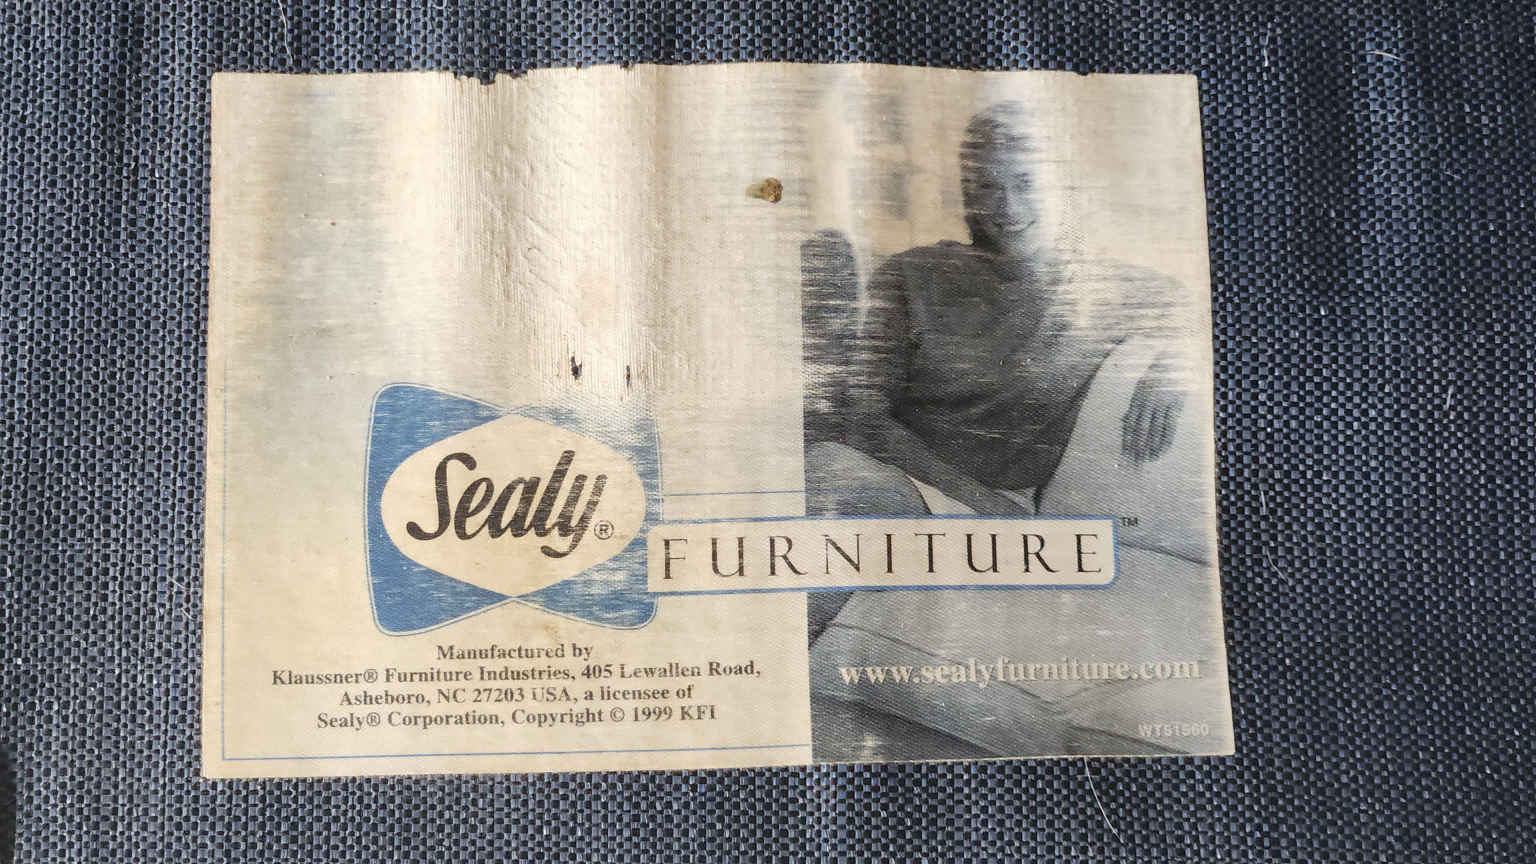 Sealy®
FURNITURE™
Manufactured by
Klaussner® Furniture Industries, 405 Lewallen Road,
Asheboro, NC 27203 USA, a licensee of
Sealy® Corporation, Copyright © 1999 KFI
www.sealyfurniture.com
WT51560